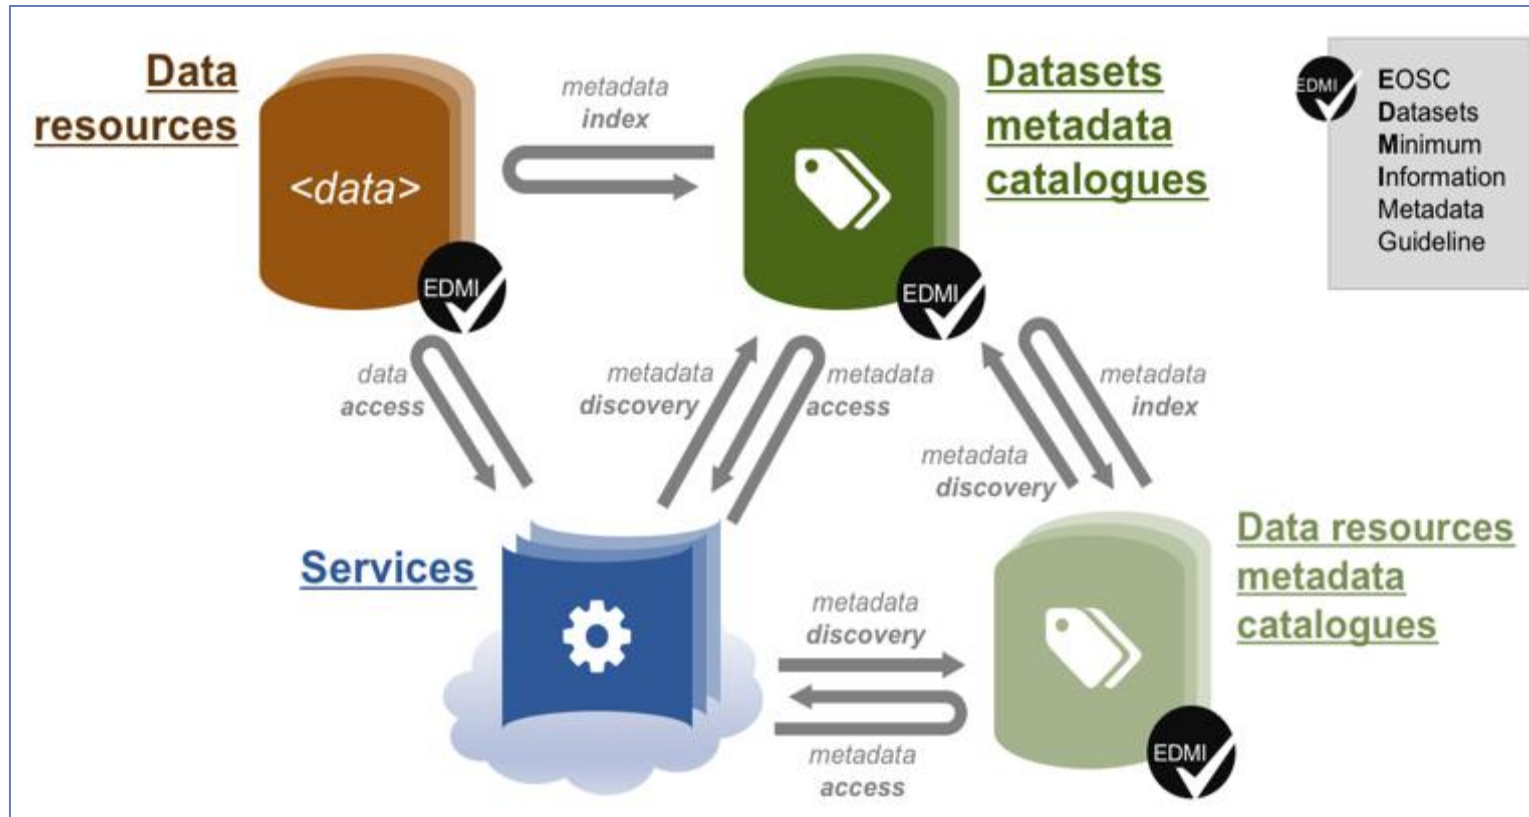 Data
resources
<data>
EDMI
metadata
index
Datasets
metadata
catalogues
EDMI
EDMI
EOSC
Datasets
Minimum
Information
Metadata
Guideline
data
access
metadata
discovery
metadata
access
metadata
index
metadata
discovery
Services
metadata
discovery
metadata
access
Data resources
metadata
catalogues
EDMI